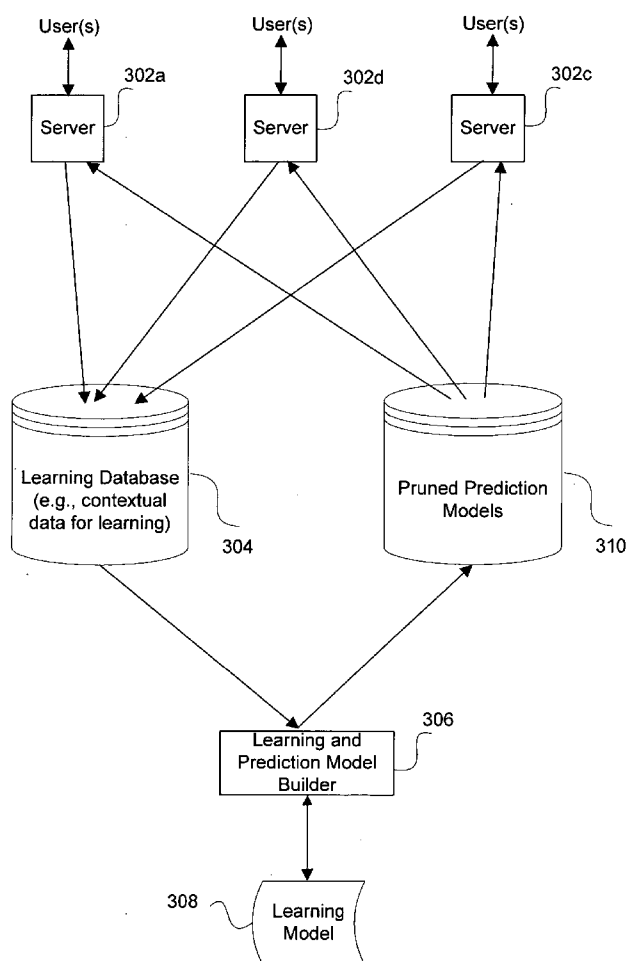 User(s)
User(s)
User(s)
302a
302d
302c
Server
Server
Server
Learning Database
(e.g., contextual
data for learning)
304
Pruned Prediction
Models
310
306
Learning and
Prediction Model
Builder
308
Learning
Model